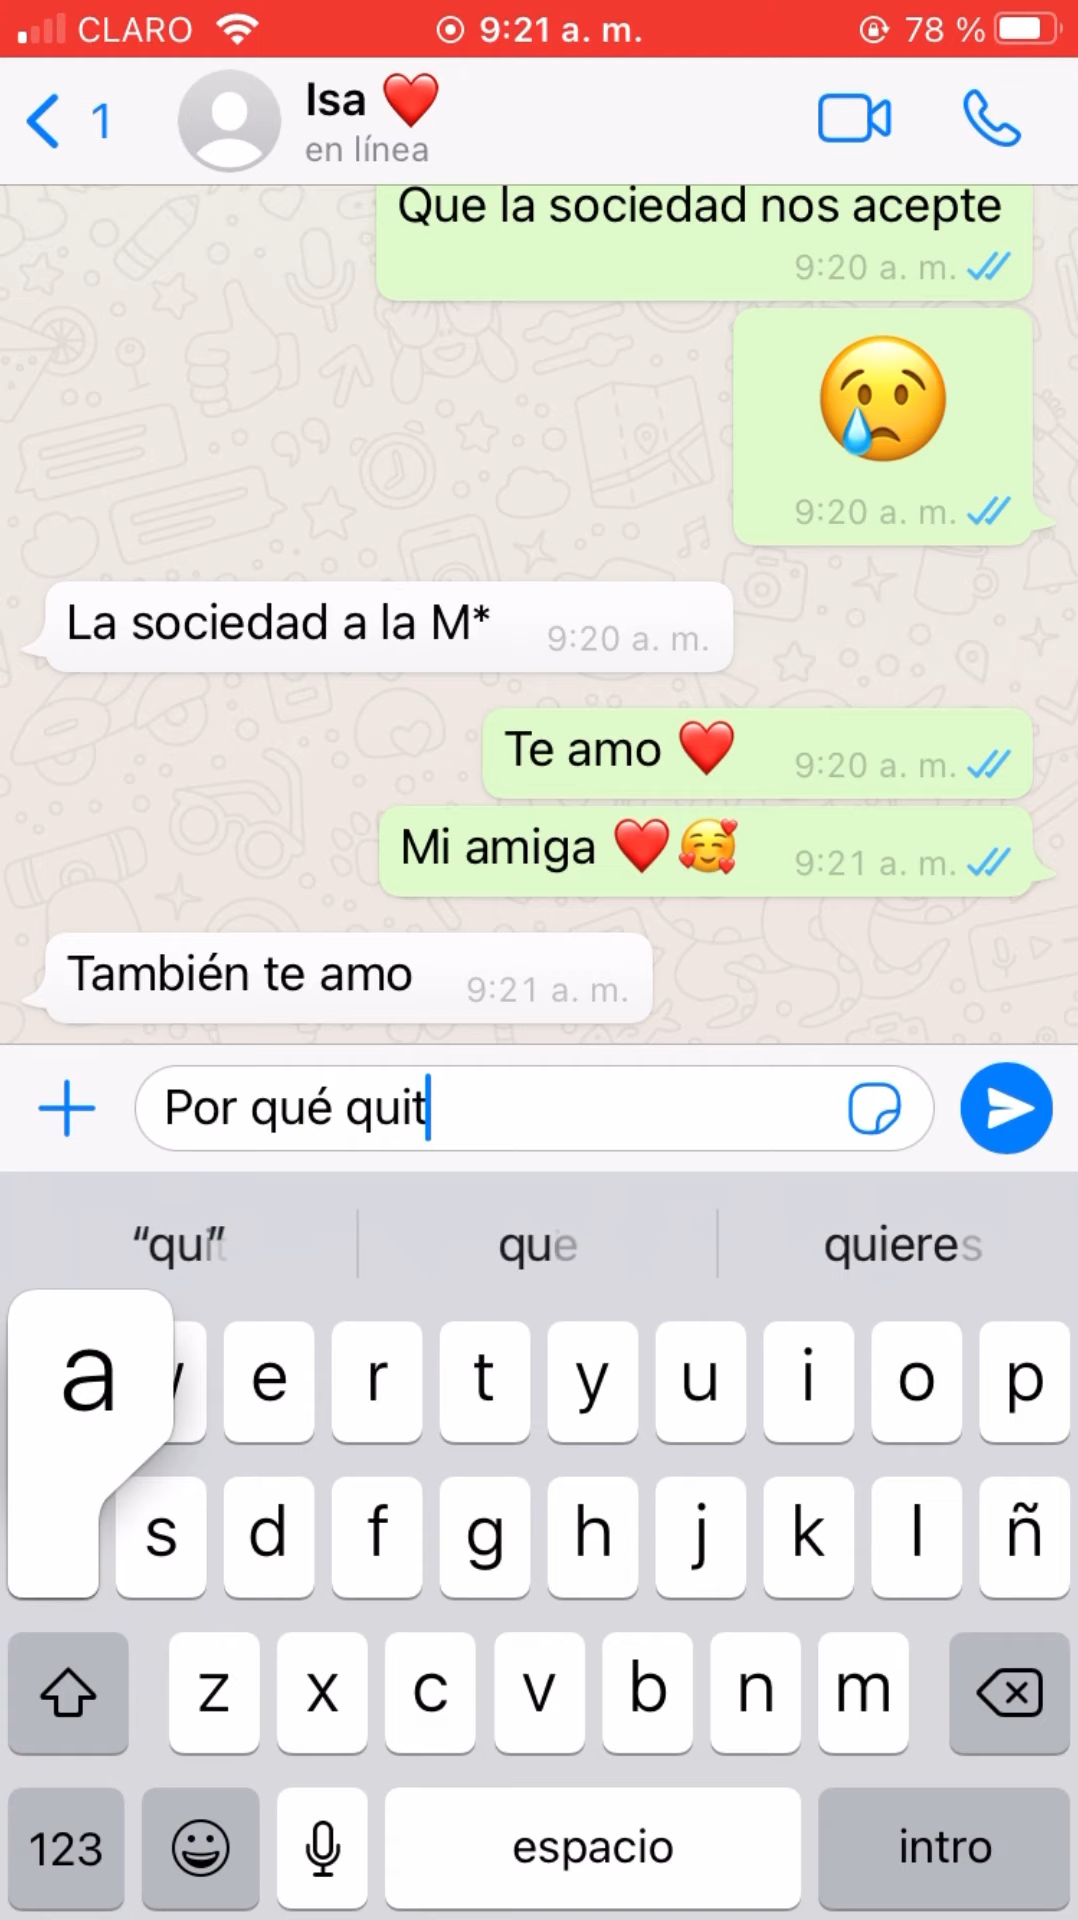 CLARO 9:21 a. m. 78 %
1 Isa ❤️
en línea
Que la sociedad nos acepte
9:20 a. m.
😢
9:20 a. m.
La sociedad a la M* 9:20 a. m.
Te amo ❤️ 9:20 a. m.
Mi amiga ❤️🥰 9:21 a. m.
También te amo 9:21 a. m.
Por qué quit
que quieres
a
e r t y u i o p
s d f g h j k l ñ
z x c v b n m
123 espacio intro